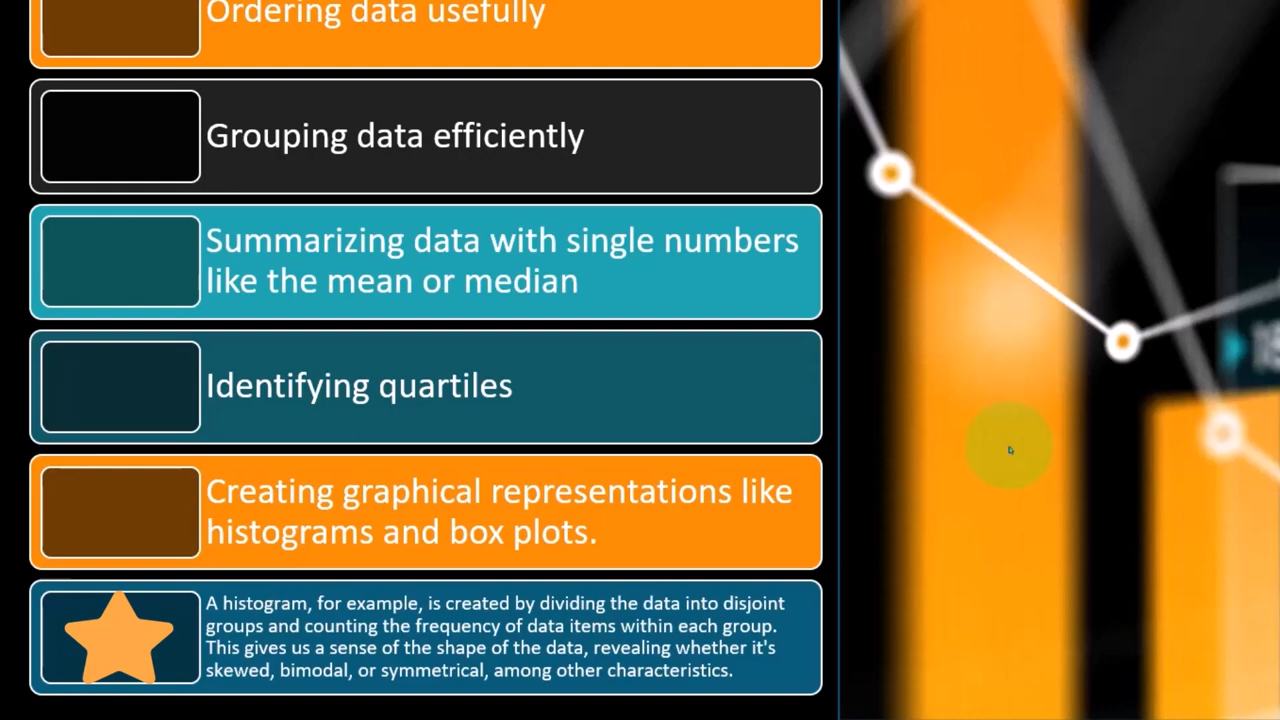 Ordering data usefully
Grouping data efficiently
Summarizing data with single numbers
like the mean or median
Identifying quartiles
Creating graphical representations like
histograms and box plots.
A histogram, for example, is created by dividing the data into disjoint
groups and counting the frequency of data items within each group.
This gives us a sense of the shape of the data, revealing whether it's
skewed, bimodal, or symmetrical, among other characteristics.